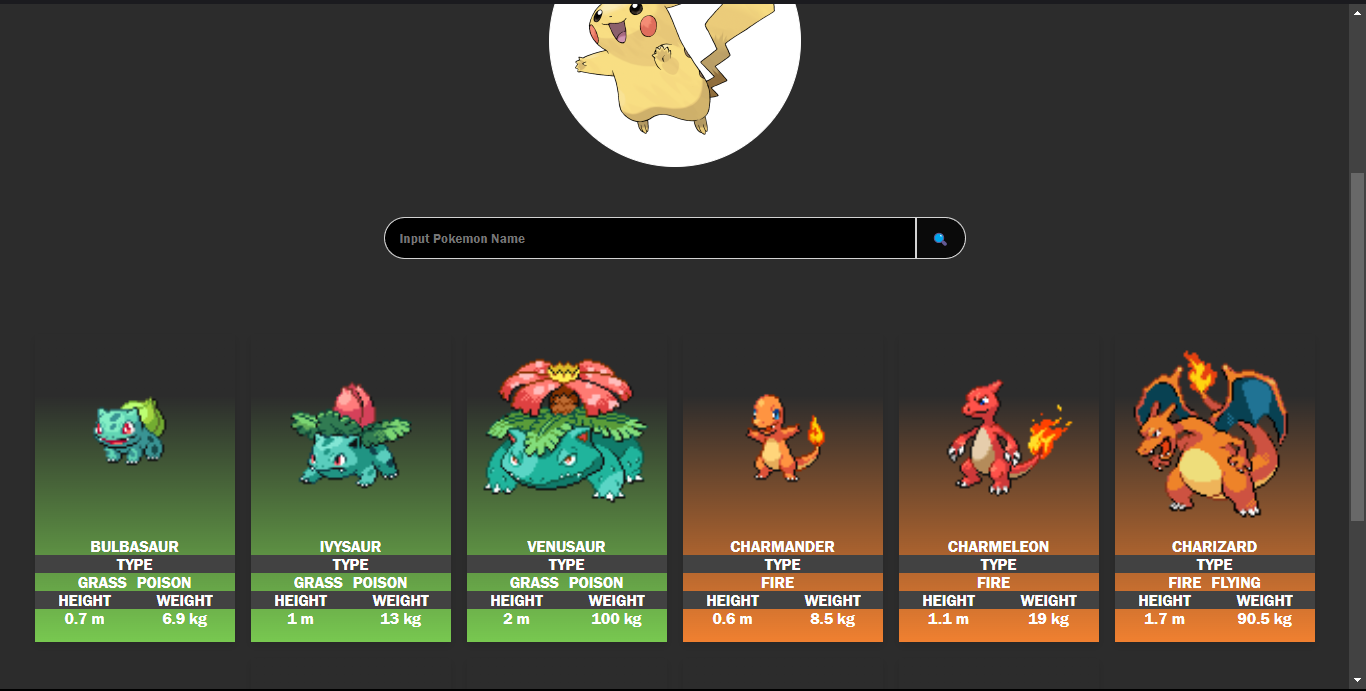 Input Pokemon Name
BULBASAUR
TYPE
GRASS POISON
HEIGHT WEIGHT
0.7 m 6.9 kg
IVYSAUR
TYPE
GRASS POISON
HEIGHT WEIGHT
1 m 13 kg
VENUSAUR
TYPE
GRASS POISON
HEIGHT WEIGHT
2 m 100 kg
CHARMANDER
TYPE
FIRE
HEIGHT WEIGHT
0.6 m 8.5 kg
CHARMELEON
TYPE
FIRE
HEIGHT WEIGHT
1.1 m 19 kg
CHARIZARD
TYPE
FIRE FLYING
HEIGHT WEIGHT
1.7 m 90.5 kg